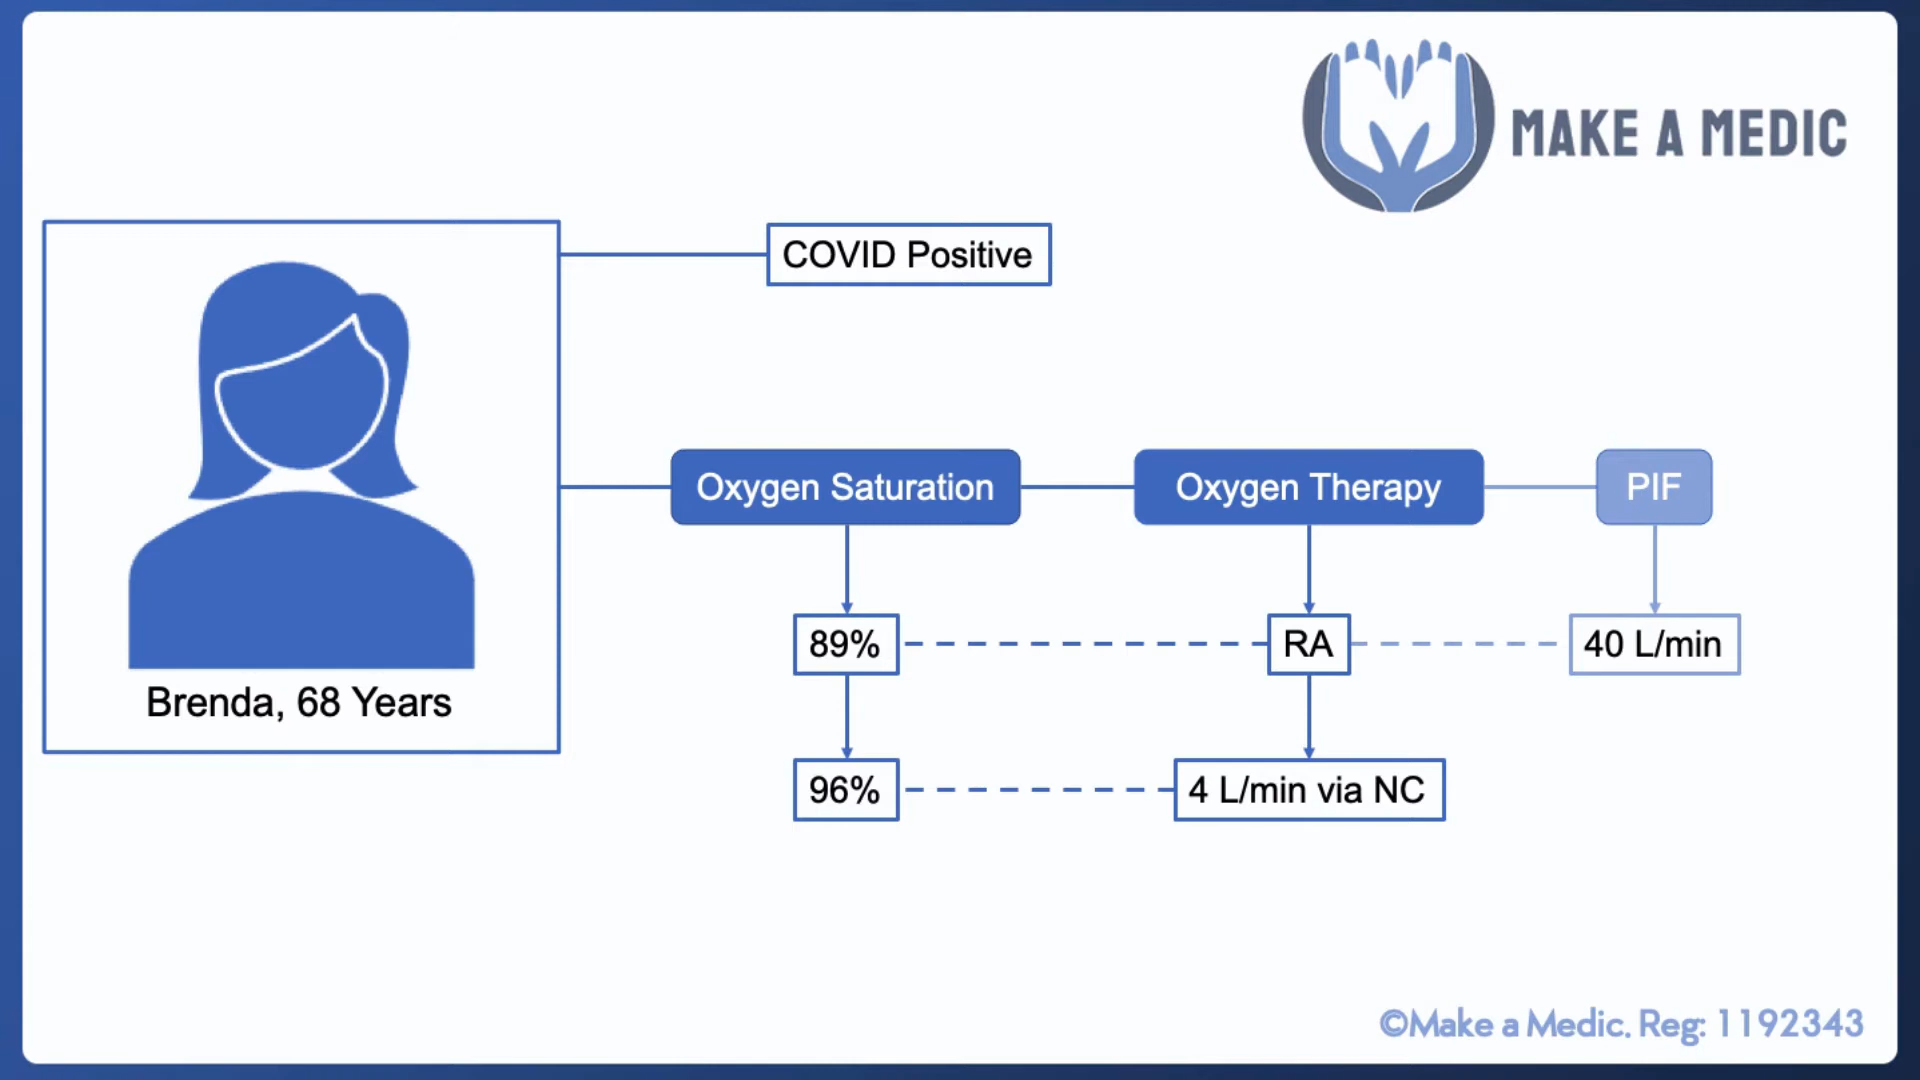 MAKE A MEDIC
COVID Positive
Oxygen Saturation
Oxygen Therapy
PIF
89%
RA
40 L/min
Brenda, 68 Years
96%
4 L/min via NC
©Make a Medic. Reg: 1192343